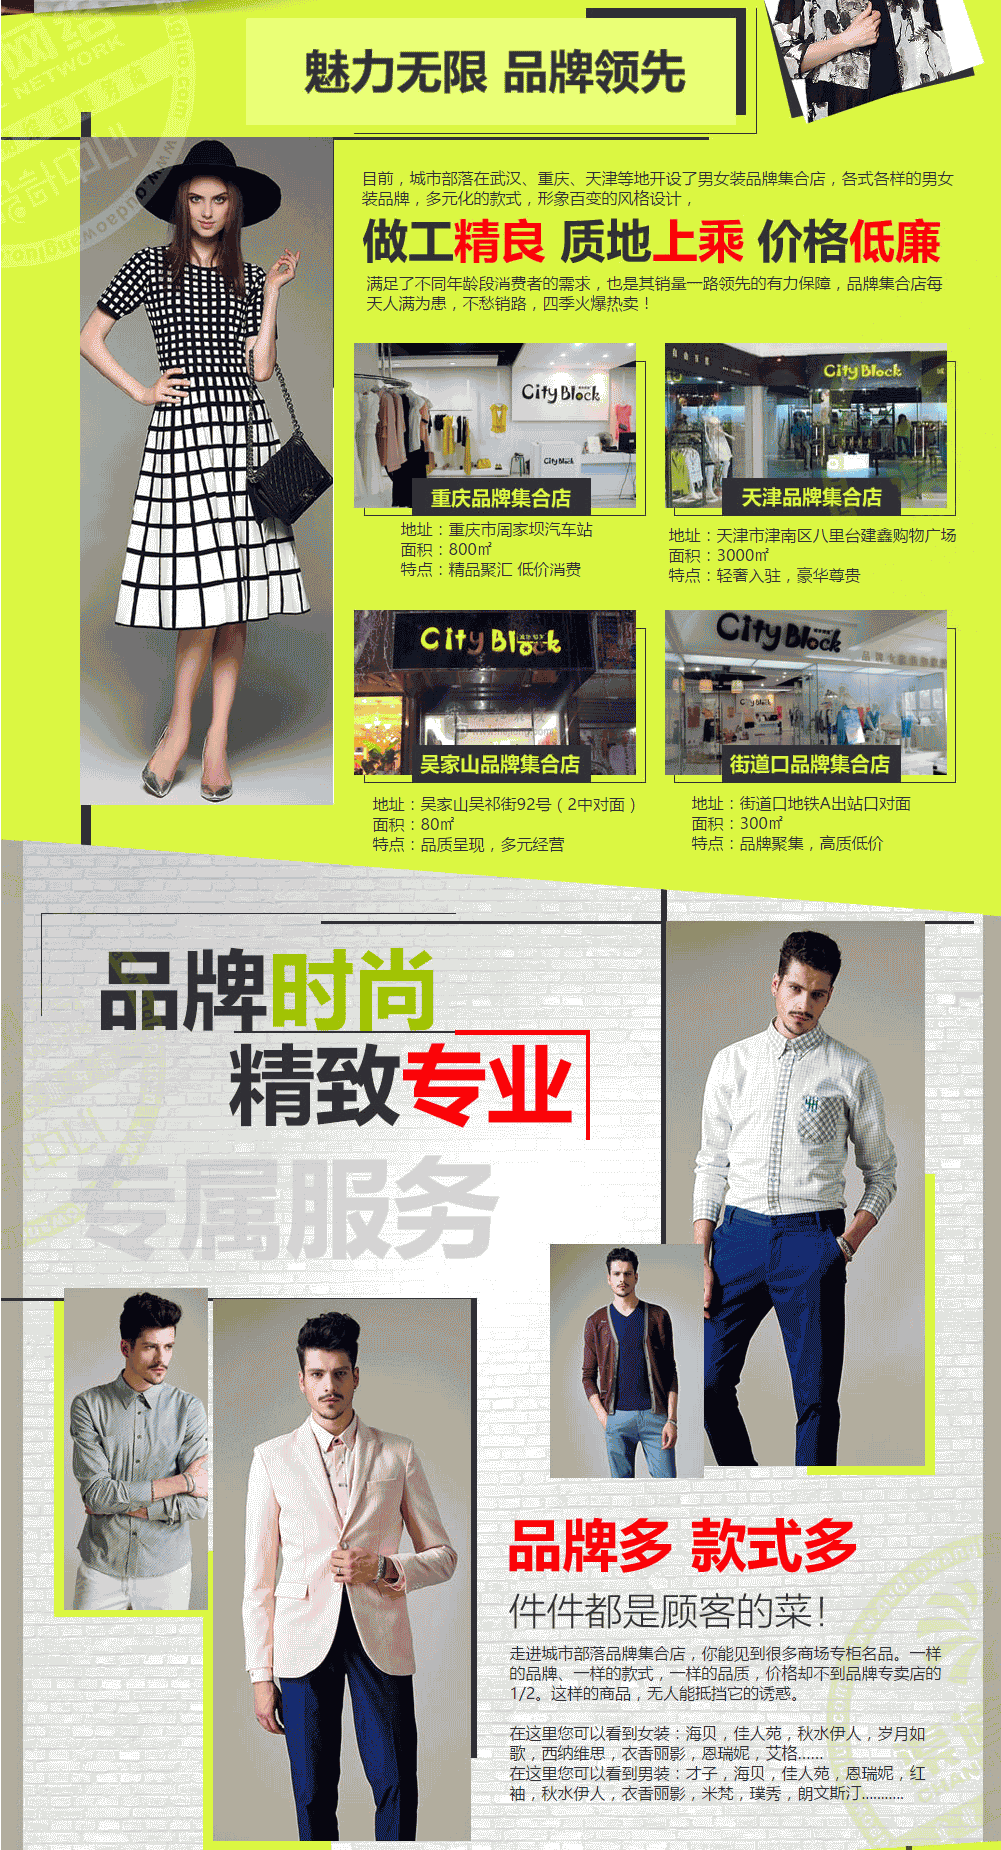 魅力无限 品牌领先
目前，城市部落在武汉、重庆、天津等地开设了男女装品牌集合店，各式各样的男女
装品牌，多元化的款式，形象百变的风格设计，
做工精良 质地上乘 价格低廉
满足了不同年龄段消费者的需求，也是其销量一路领先的有力保障，品牌集合店每
天人满为患，不愁销路，四季火爆热卖！
City Block
City Block
重庆品牌集合店
地址：重庆市周家坝汽车站
面积：800㎡
特点：精品聚汇 低价消费
City Block
天津品牌集合店
地址：天津市津南区八里台建鑫购物广场
面积：3000㎡
特点：轻奢入驻，豪华尊贵
City Block
吴家山品牌集合店
地址：吴家山吴祁街92号（2中对面）
面积：80㎡
特点：品质呈现，多元经营
City Block
City Block
街道口品牌集合店
地址：街道口地铁A出站口对面
面积：300㎡
特点：品牌聚集，高质低价
品牌时尚
精致专业
专属服务
品牌多 款式多
件件都是顾客的菜！
走进城市部落品牌集合店，你能见到很多商场专柜名品。一样
的品牌、一样的款式，一样的品质，价格却不到品牌专卖店的
1/2。这样的商品，无人能抵挡它的诱惑。
在这里您可以看到女装：海贝，佳人苑，秋水伊人，岁月如
歌，西纳维思，衣香丽影，恩瑞妮，艾格......
在这里您可以看到男装：才子，海贝，佳人苑，恩瑞妮，红
袖，秋水伊人，衣香丽影，米梵，璞秀，朗文斯汀...........